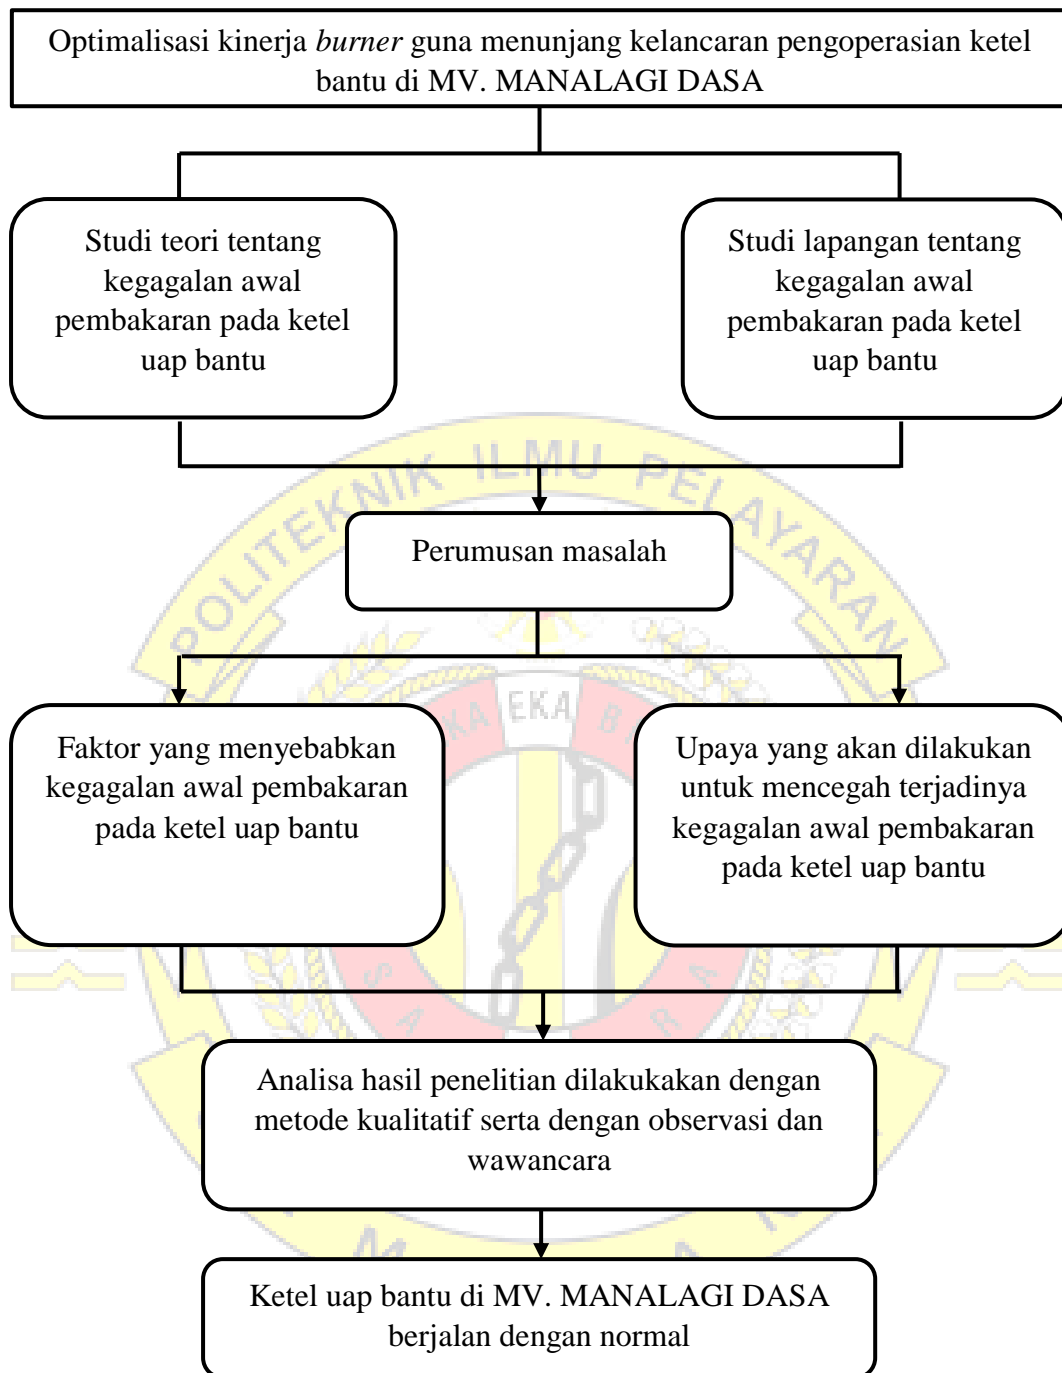 Optimalisasi kinerja burner guna menunjang kelancaran pengoperasian ketel
bantu di MV. MANALAGI DASA
Studi teori tentang
kegagalan awal
pembakaran pada ketel
uap bantu
Studi lapangan tentang
kegagalan awal
pembakaran pada ketel
uap bantu
POLITEKNIK ILMU PELAYARAN
Perumusan masalah
EKA
Faktor yang menyebabkan
kegagalan awal pembakaran
pada ketel uap bantu
Upaya yang akan dilakukan
untuk mencegah terjadinya
kegagalan awal pembakaran
pada ketel uap bantu
Analisa hasil penelitian dilakukakan dengan
metode kualitatif serta dengan observasi dan
wawancara
Ketel uap bantu di MV. MANALAGI DASA
berjalan dengan normal